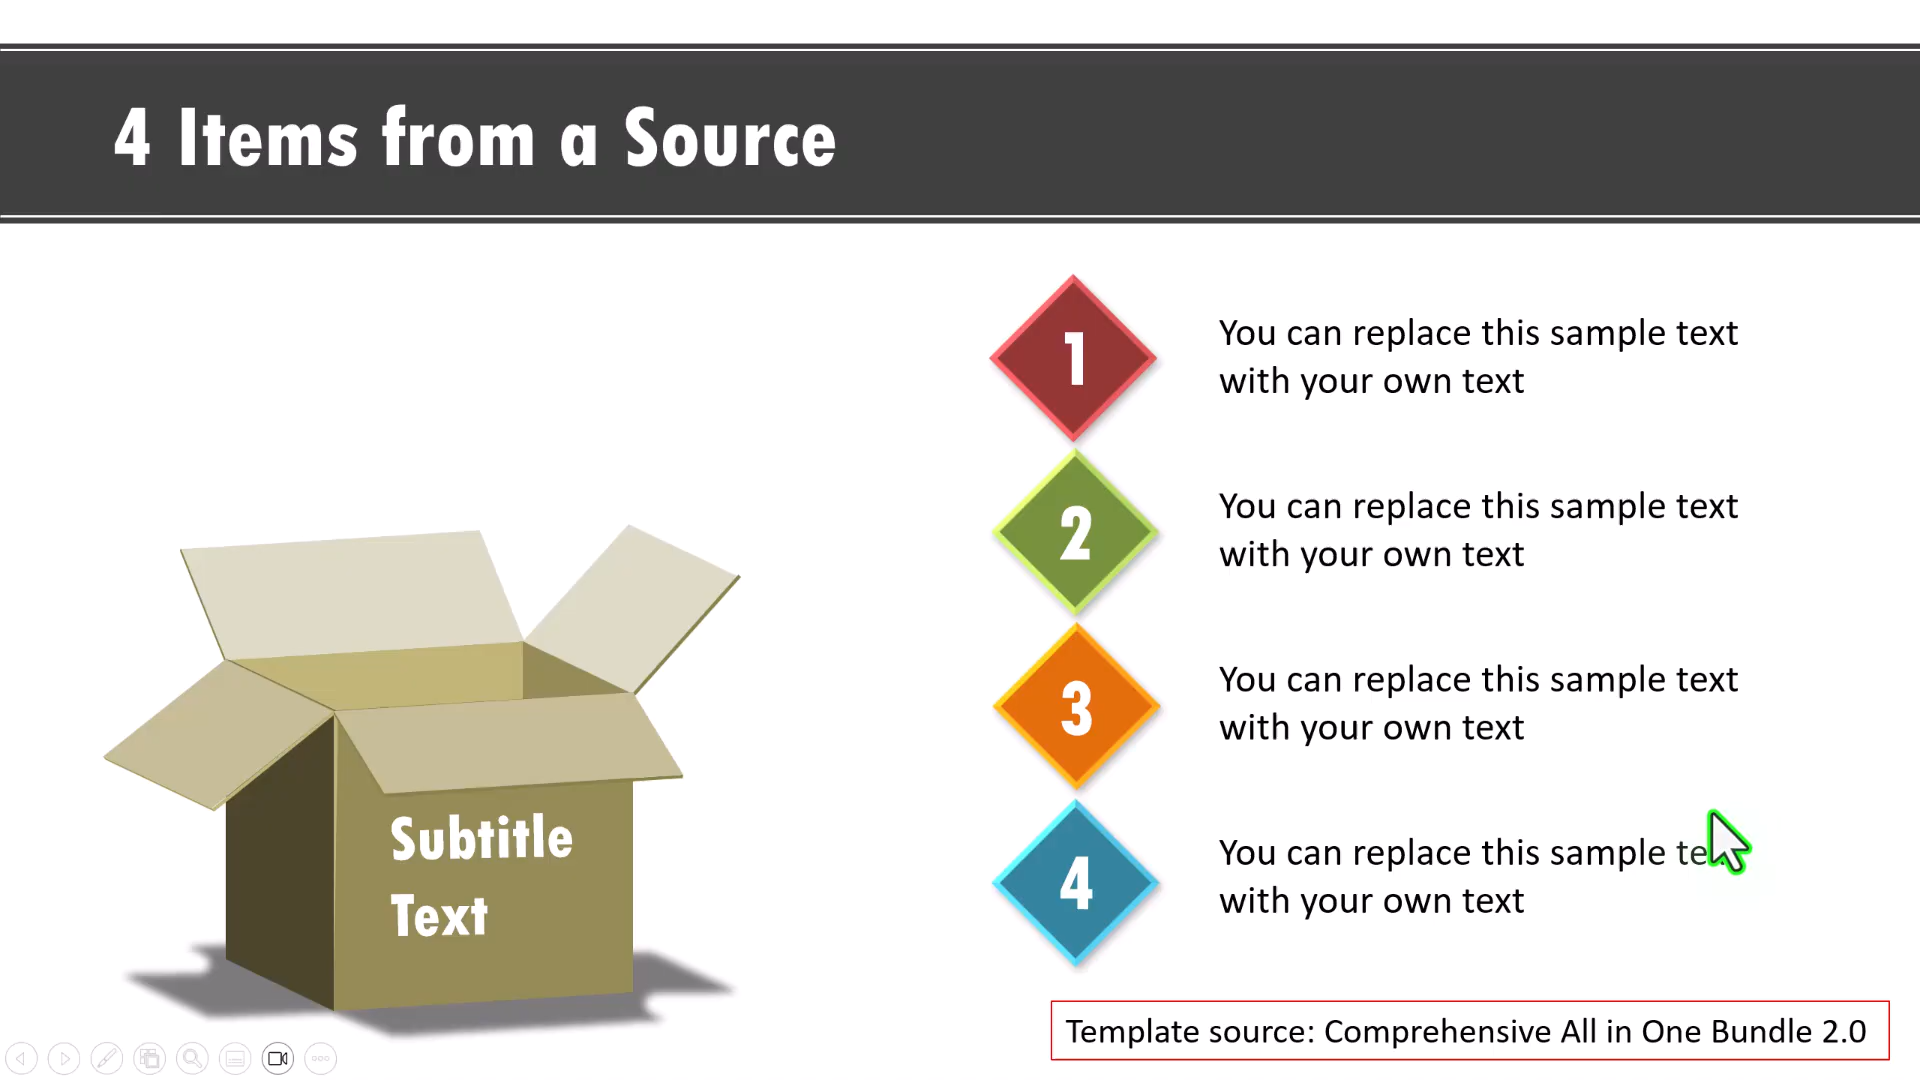 4 Items from a Source
1
You can replace this sample text
with your own text
2
You can replace this sample text
with your own text
3
You can replace this sample text
with your own text
4
You can replace this sample
with your own text
Subtitle
Text
Template source: Comprehensive All in One Bundle 2.0